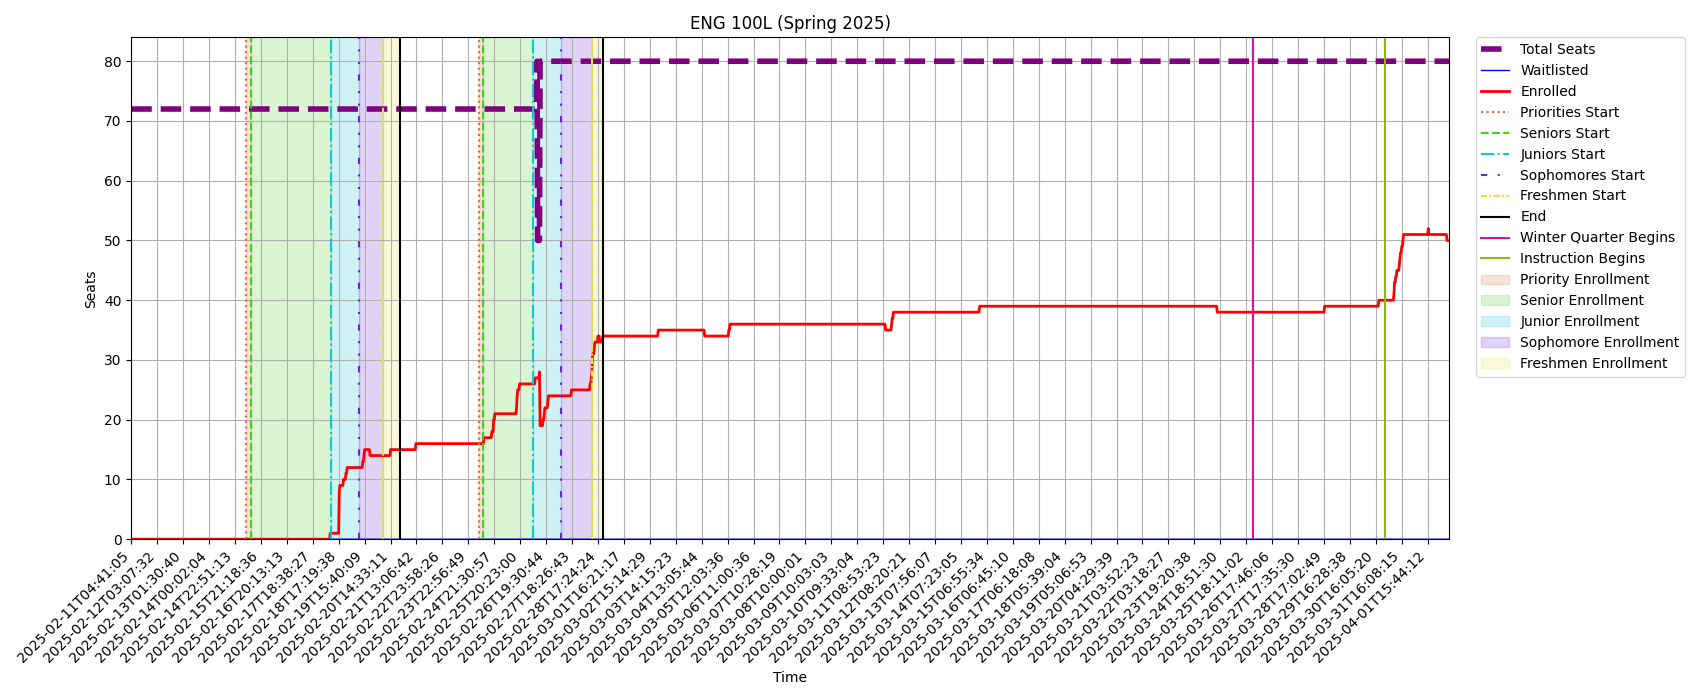 ENG 100L (Spring 2025)
Seats
80
70
60
50
40
30
20
10
0
2025-02-11T04:41:05
2025-02-12T03:07:32
2025-02-13T01:30:40
2025-02-14T00:02:04
2025-02-14T22:51:13
2025-02-15T21:18:36
2025-02-16T20:13:13
2025-02-17T18:38:27
2025-02-18T17:19:38
2025-02-19T15:40:09
2025-02-20T14:33:11
2025-02-21T13:06:42
2025-02-22T23:58:26
2025-02-23T22:56:49
2025-02-24T21:30:57
2025-02-25T20:23:00
2025-02-26T19:30:44
2025-02-27T18:26:43
2025-02-28T17:24:24
2025-03-01T16:21:17
2025-03-02T15:14:29
2025-03-03T14:15:23
2025-03-04T13:05:44
2025-03-05T12:03:36
2025-03-06T11:00:36
2025-03-07T10:28:19
2025-03-08T10:00:01
2025-03-09T10:03:03
2025-03-10T09:33:04
2025-03-11T08:53:23
2025-03-12T08:20:21
2025-03-13T07:56:07
2025-03-14T07:23:05
2025-03-15T06:55:34
2025-03-16T06:45:10
2025-03-17T06:18:08
2025-03-18T05:39:04
2025-03-19T05:06:53
2025-03-20T04:29:39
2025-03-21T03:52:23
2025-03-22T03:18:27
2025-03-23T19:20:38
2025-03-24T18:51:30
2025-03-25T18:11:02
2025-03-26T17:46:06
2025-03-27T17:35:30
2025-03-28T17:02:49
2025-03-29T16:28:38
2025-03-30T16:05:20
2025-03-31T16:08:15
2025-04-01T15:44:12
Time
Total Seats
Waitlisted
Enrolled
Priorities Start
Seniors Start
Juniors Start
Sophomores Start
Freshmen Start
End
Winter Quarter Begins
Instruction Begins
Priority Enrollment
Senior Enrollment
Junior Enrollment
Sophomore Enrollment
Freshmen Enrollment